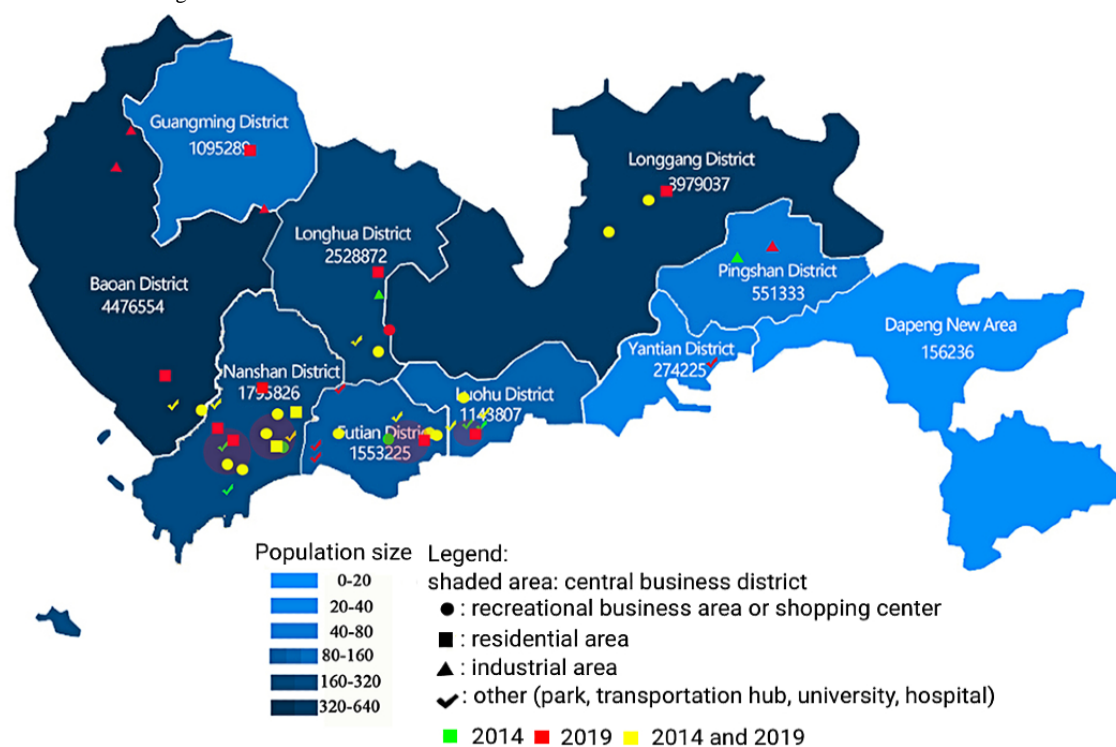 Guangming District
1095289
Longgang District
3979037
Longhua District
2528872
Baoan District
4476554
Pingshan District
551333
Dapeng New Area
156236
Yantian District
274225
Nanshan District
1795826
Luohu District
1143807
Futian District
1553225
Population size
0-20
20-40
40-80
80-160
160-320
320-640
Legend:
shaded area: central business district
: recreational business area or shopping center
: residential area
: industrial area
: other (park, transportation hub, university, hospital)
2014 2019 2014 and 2019